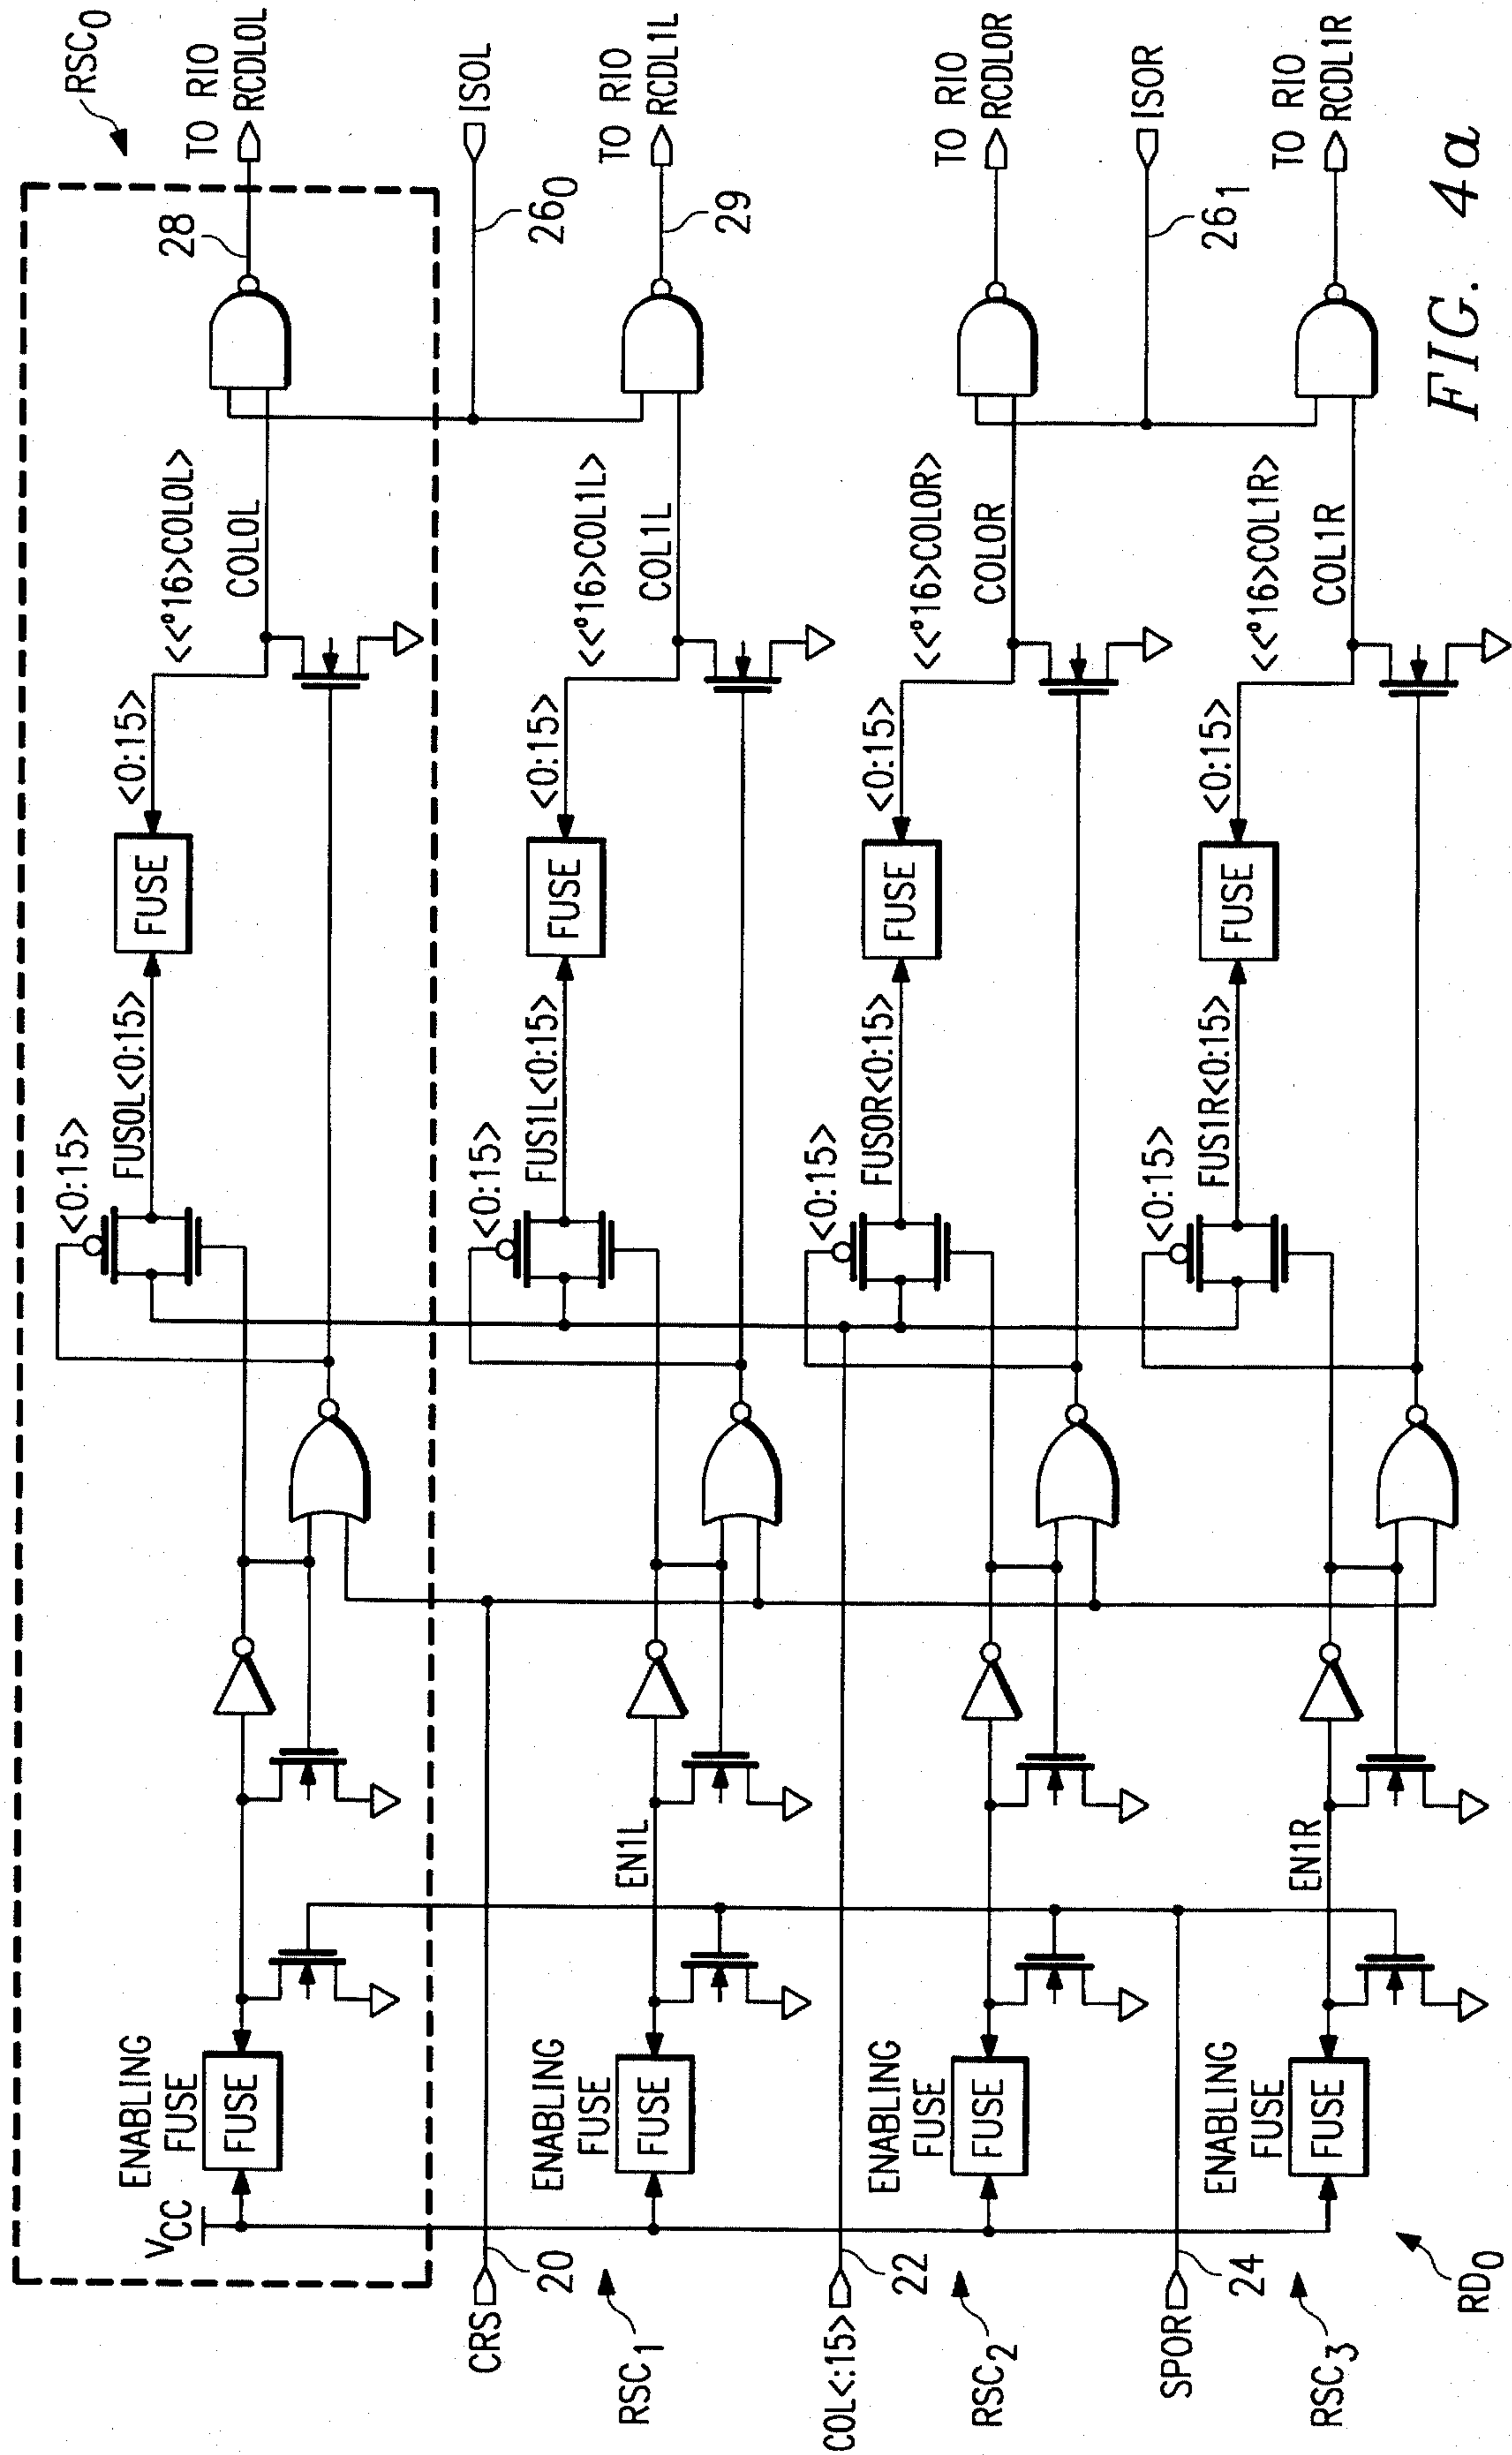 RSC0
VCC
ENABLING
FUSE
FUSE
<0:15>
FUS0L<0:15>
FUSE
<0:15>
<<°16>COL0L>
COL0L
28
TO RIO
RCDL0L
CRS
20
260
ISOL
RSC1
ENABLING
FUSE
FUSE
EN1L
<0:15>
FUS1L<0:15>
FUSE
<0:15>
<<°16>COL1L>
COL1L
29
TO RIO
RCDL1L
COL<:15>
22
RSC2
ENABLING
FUSE
FUSE
<0:15>
FUS0R<0:15>
FUSE
<0:15>
<<°16>COL0R>
COL0R
TO RIO
RCDL0R
SPOR
24
261
ISOR
RSC3
ENABLING
FUSE
FUSE
EN1R
<0:15>
FUS1R<0:15>
FUSE
<0:15>
<<°16>COL1R>
COL1R
TO RIO
RCDL1R
RD0
FIG. 4a